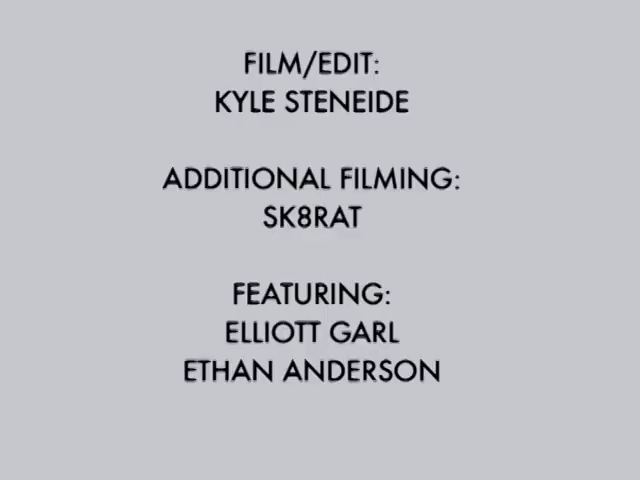 FILM/EDIT:
KYLE STENEIDE
ADDITIONAL FILMING:
SK8RAT
FEATURING:
ELLIOTT GARL
ETHAN ANDERSON